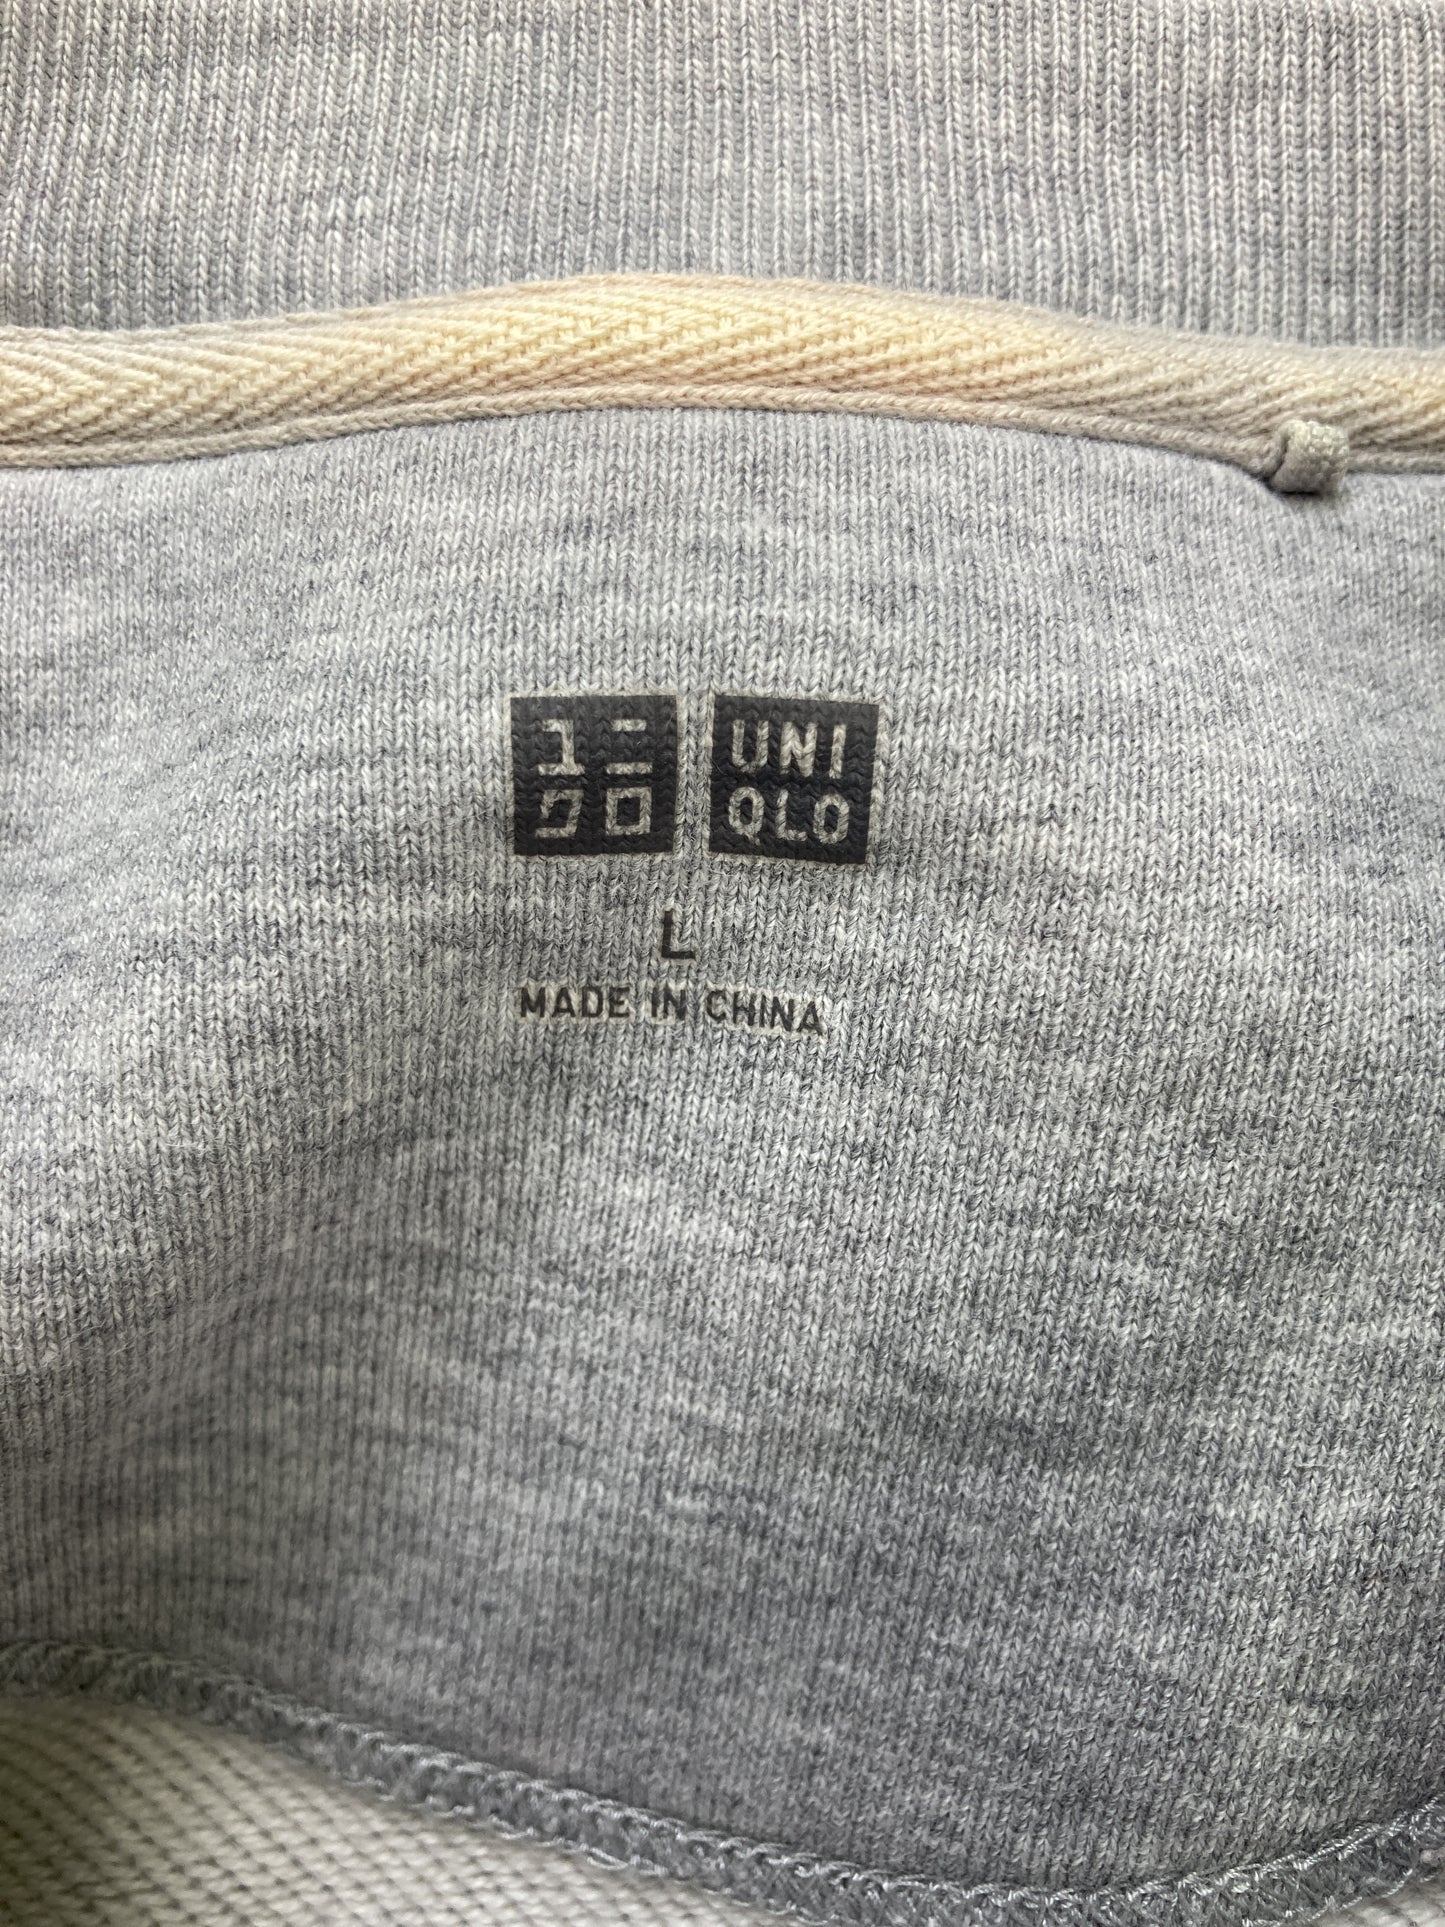 ユニ UNI
クロ QLO
L
MADE IN CHINA